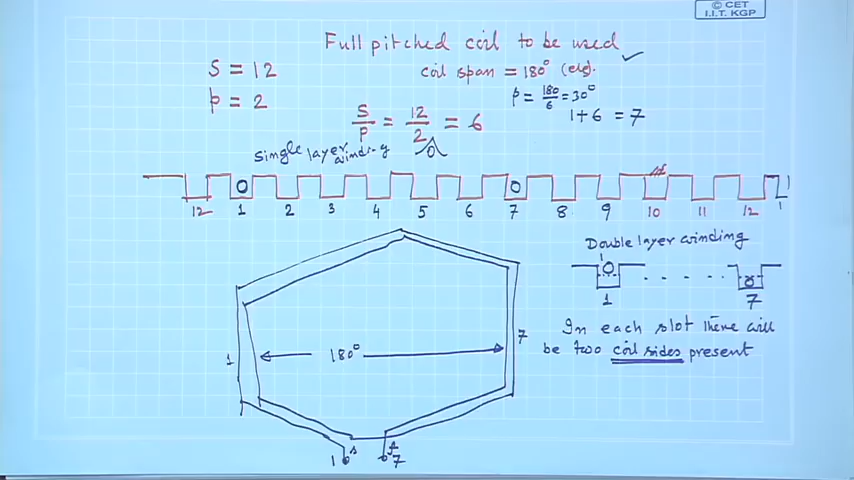 © CET
I.I.T. KGP
Full pitched coil to be used
S = 12
coil span = 180° (ele).
p = 2
β = 180/6 = 30°
S/P = 12/2 = 6
1+6 = 7
Single layer winding
12 1 2 3 4 5 6 7 8 9 10 11 12 1
Double layer winding
1
1 7
In each slot there will
be two coil sides present
1 180° 7
s f
1 7